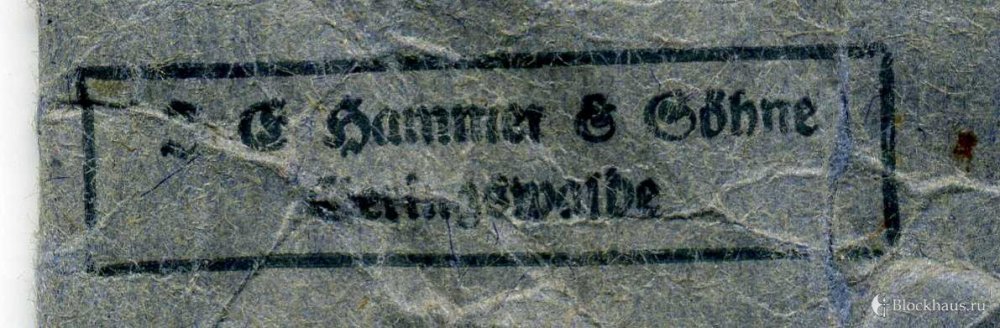 J E Hammer & Söhne
Geringswalde
Blockhaus.ru